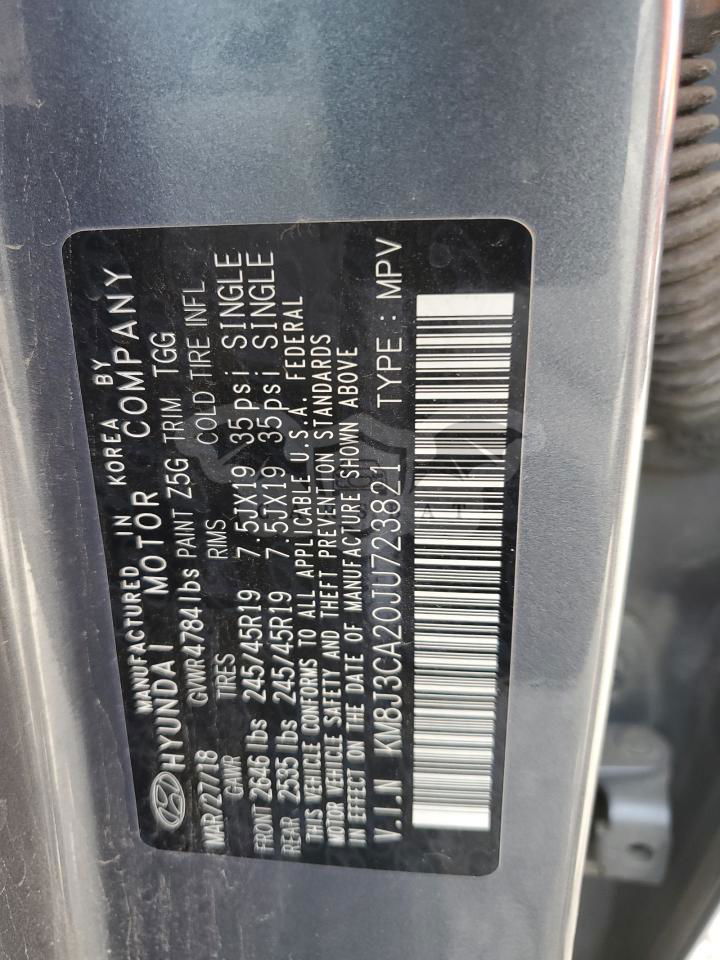 MANUFACTURED IN KOREA BY
HYUNDAI MOTOR COMPANY
MAR/27/18 GVWR4784lbs PAINT Z5G TRIM TGG
GAWR TIRES RIMS COLD TIRE INFL
FRONT 2646 lbs 245/45R19 7.5JX19 35psi SINGLE
REAR 2535 lbs 245/45R19 7.5JX19 35psi SINGLE
THIS VEHICLE CONFORMS TO ALL APPLICABLE U.S.A. FEDERAL
MOTOR VEHICLE SAFETY AND THEFT PREVENTION STANDARDS
IN EFFECT ON THE DATE OF MANUFACTURE SHOWN ABOVE
V.I.N KM8J3CA20JU723821 TYPE : MPV